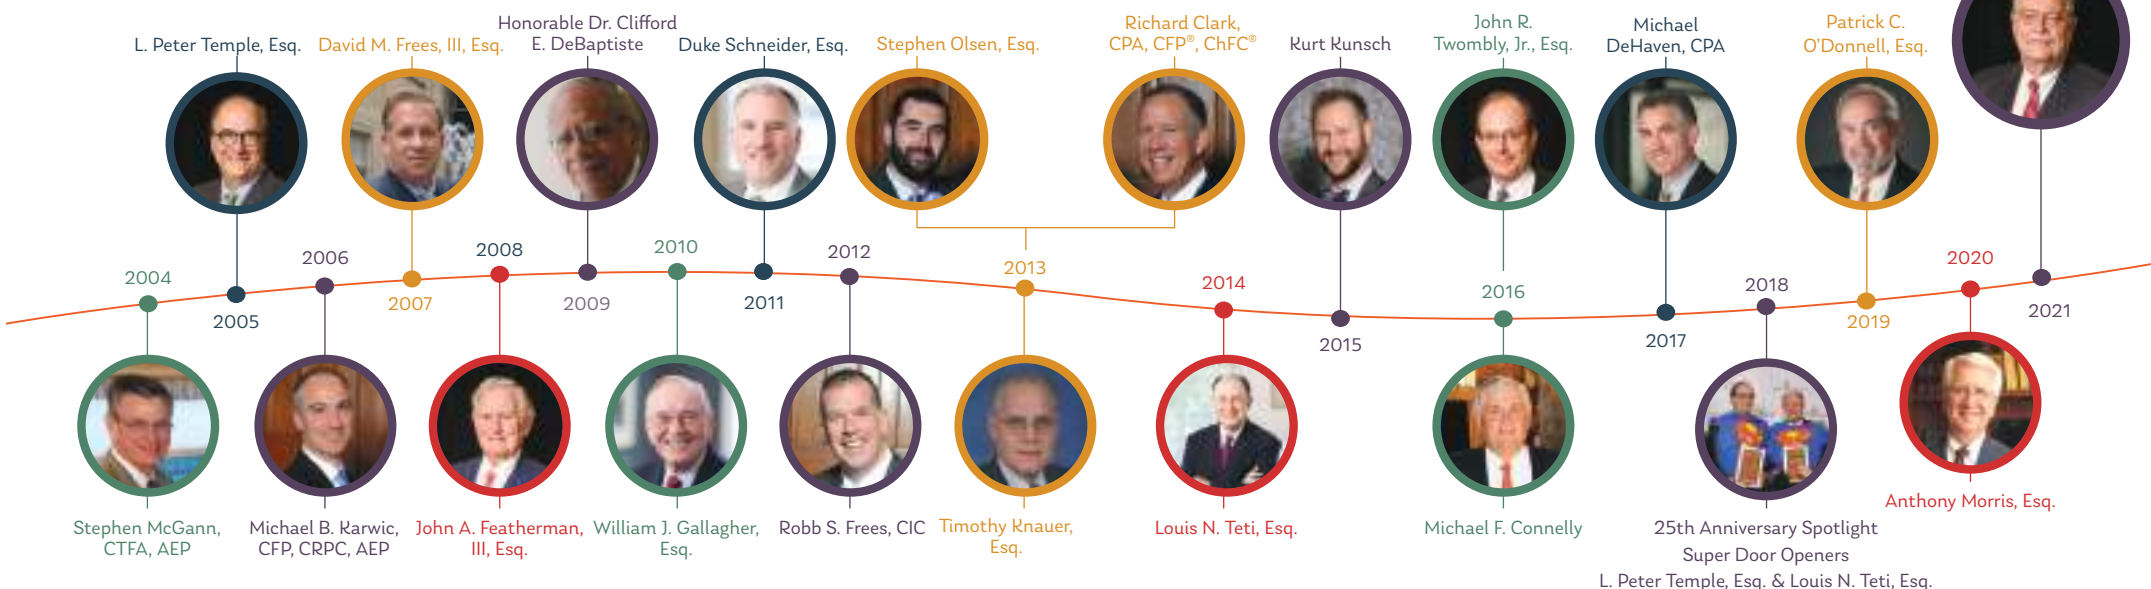 L. Peter Temple, Esq.
David M. Frees, III, Esq.
Honorable Dr. Clifford
E. DeBaptiste
Duke Schneider, Esq.
Stephen Olsen, Esq.
Richard Clark,
CPA, CFP®, ChFC®
Kurt Kunsch
John R.
Twombly, Jr., Esq.
Michael
DeHaven, CPA
Patrick C.
O'Donnell, Esq.
2004
2005
2006
2007
2008
2009
2010
2011
2012
2013
2014
2015
2016
2017
2018
2019
2020
2021
Stephen McGann,
CTFA, AEP
Michael B. Karwic,
CFP, CRPC, AEP
John A. Featherman,
III, Esq.
William J. Gallagher,
Esq.
Robb S. Frees, CIC
Timothy Knauer,
Esq.
Louis N. Teti, Esq.
Michael F. Connelly
25th Anniversary Spotlight
Super Door Openers
L. Peter Temple, Esq. & Louis N. Teti, Esq.
Anthony Morris, Esq.